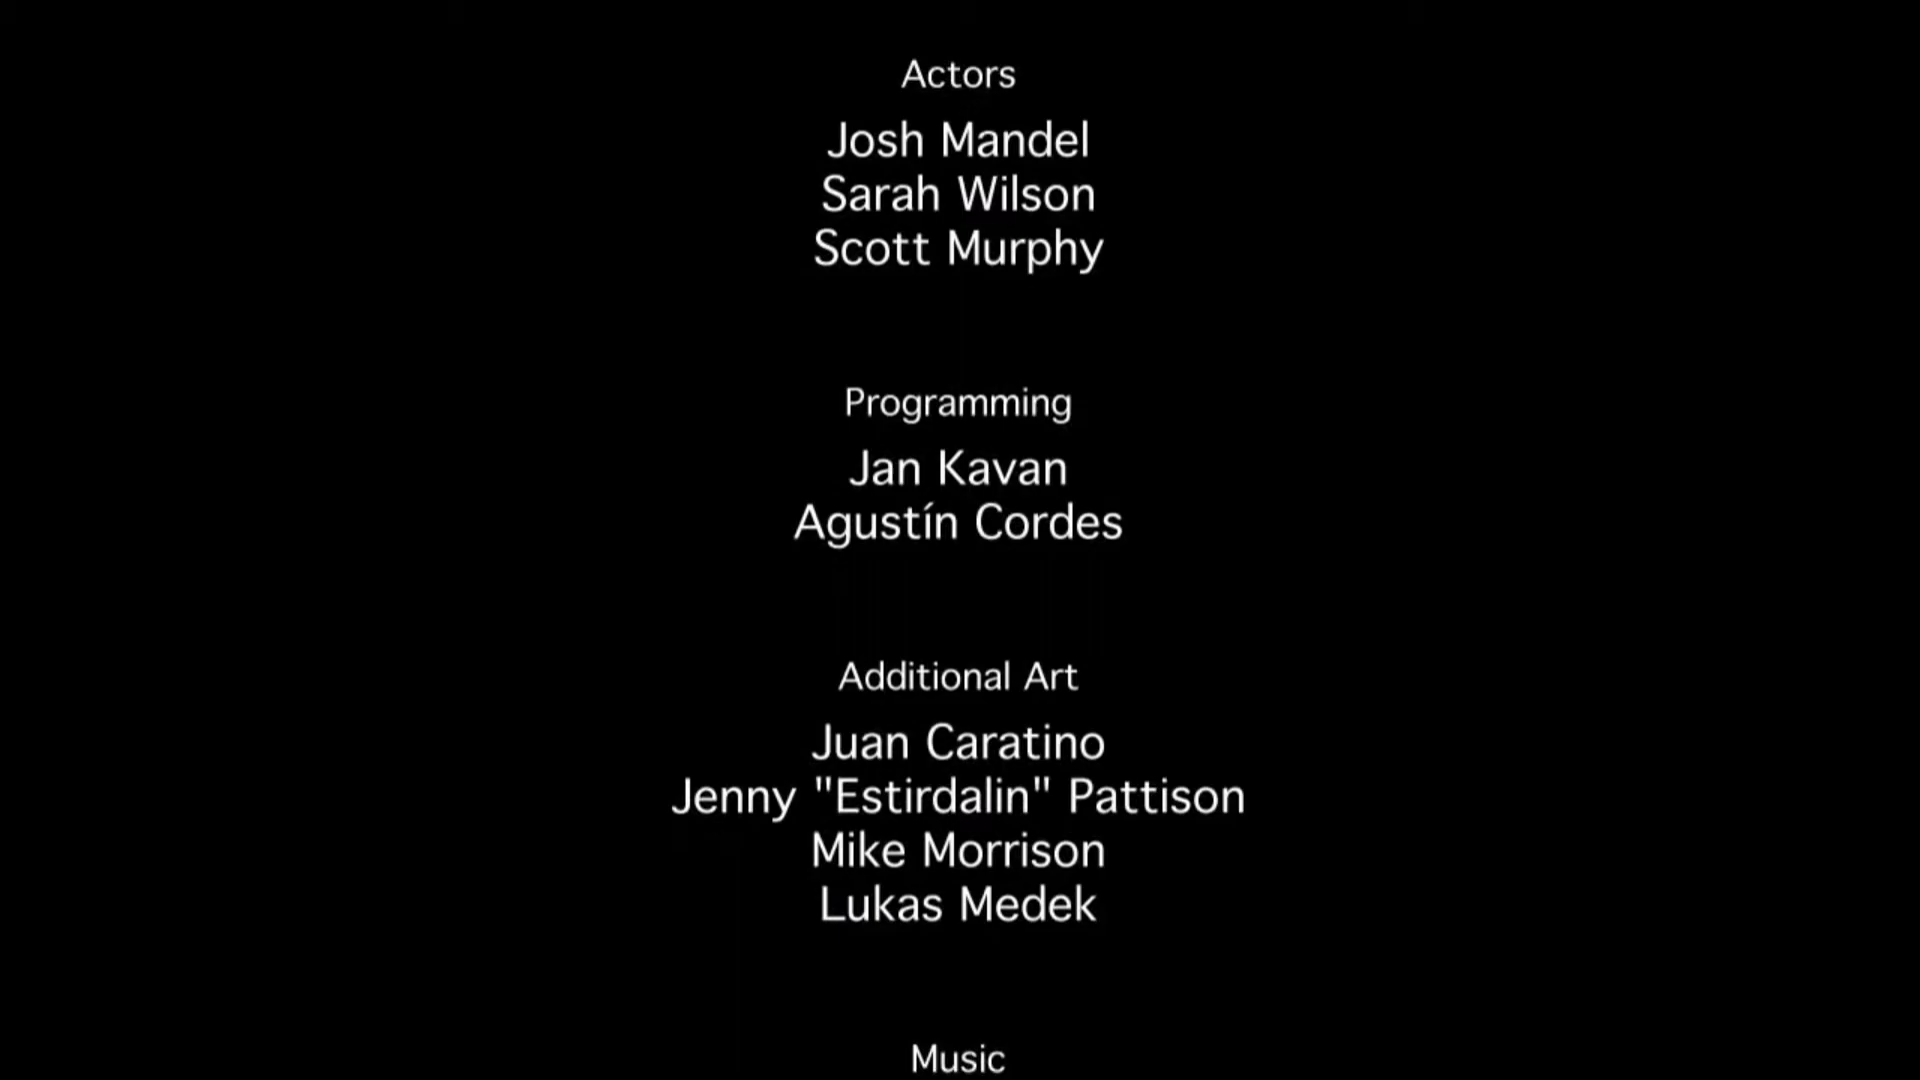 Actors
Josh Mandel
Sarah Wilson
Scott Murphy
Programming
Jan Kavan
Agustín Cordes
Additional Art
Juan Caratino
Jenny "Estirdalin" Pattison
Mike Morrison
Lukas Medek
Music